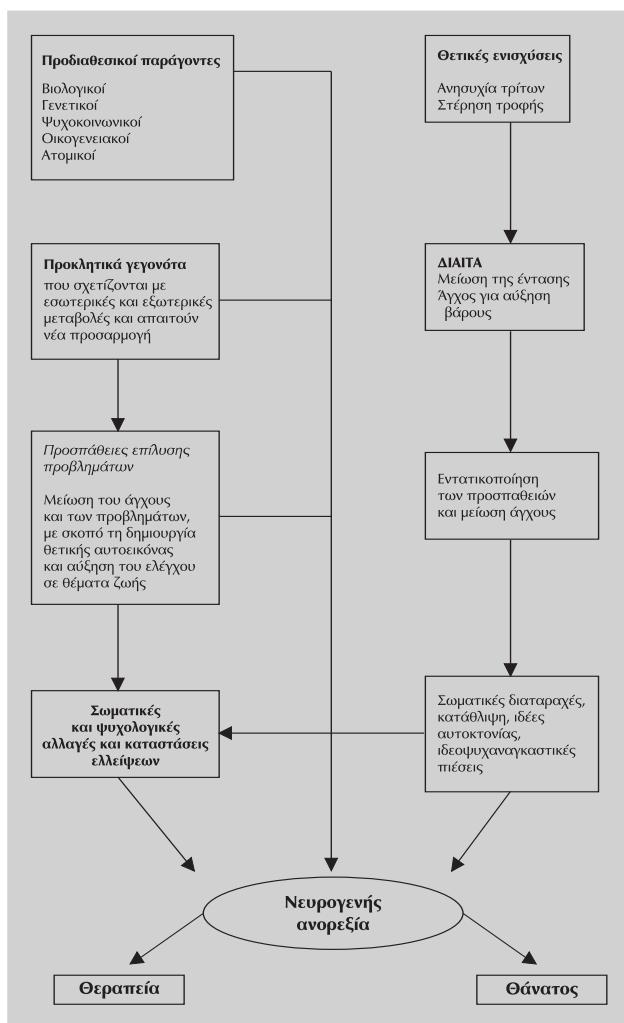 Προδιαθεσικοί παράγοντες
Βιολογικοί
Γενετικοί
Ψυχοκοινωνικοί
Οικογενειακοί
Ατομικοί
Θετικές ενισχύσεις
Ανησυχία τρίτων
Στέρηση τροφής
Προκλητικά γεγονότα
που σχετίζονται με
εσωτερικές και εξωτερικές
μεταβολές και απαιτούν
νέα προσαρμογή
ΔΙΑΙΤΑ
Μείωση της έντασης
Άγχος για αύξηση
βάρους
Προσπάθειες επίλυσης
προβλημάτων
Μείωση του άγχους
και των προβλημάτων,
με σκοπό τη δημιουργία
θετικής αυτοεικόνας
και αύξηση του ελέγχου
σε θέματα ζωής
Εντατικοποίηση
των προσπαθειών
και μείωση άγχους
Σωματικές
και ψυχολογικές
αλλαγές και καταστάσεις
ελλείψεων
Σωματικές διαταραχές,
κατάθλιψη, ιδέες
αυτοκτονίας,
ιδεοψυχαναγκαστικές
πιέσεις
Νευρογενής
ανορεξία
Θεραπεία
Θάνατος